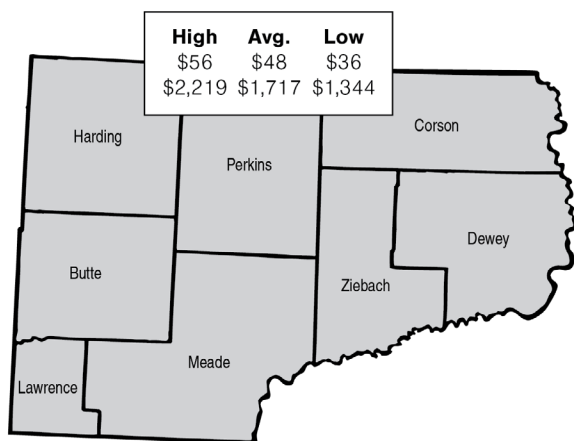 High Avg. Low
$56 $48 $36
$2,219 $1,717 $1,344
Corson
Harding
Perkins
Dewey
Butte
Ziebach
Meade
Lawrence